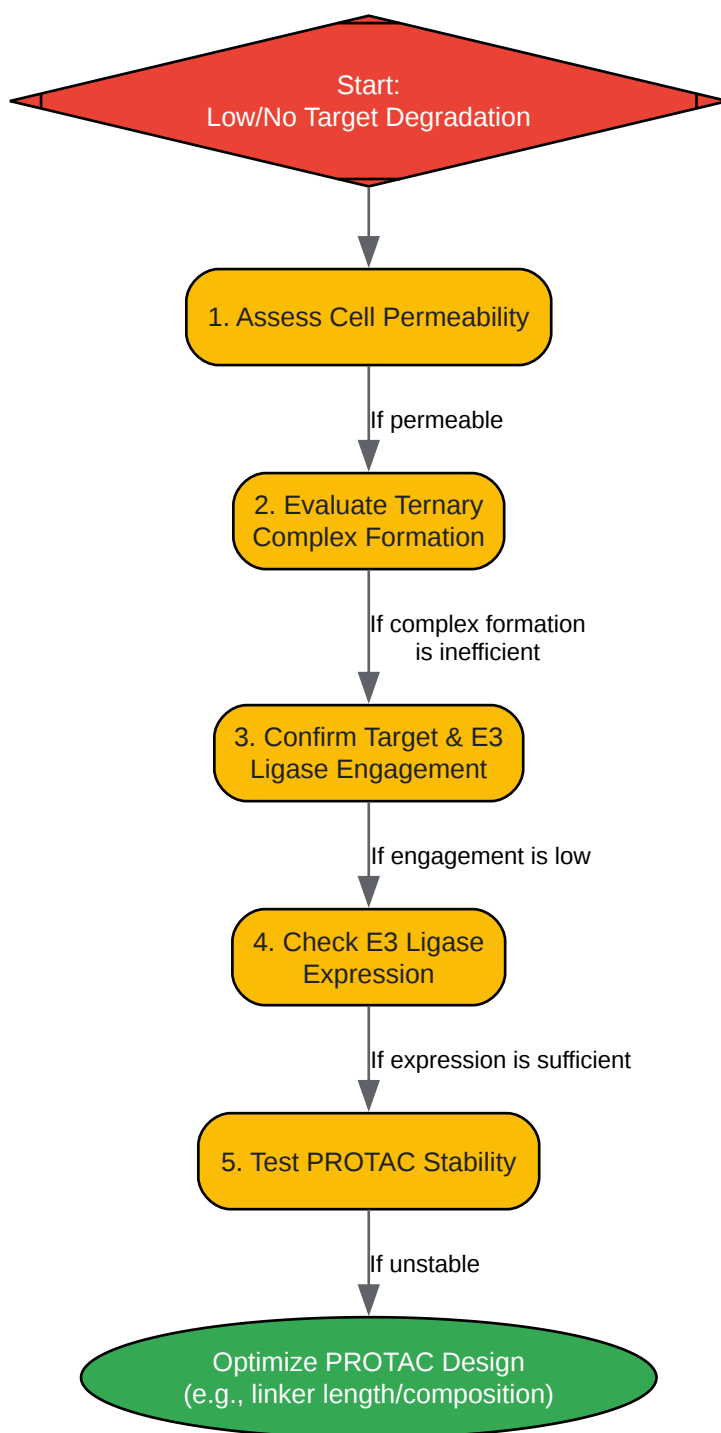 Start:
Low/No Target Degradation
1. Assess Cell Permeability
If permeable
2. Evaluate Ternary
Complex Formation
If complex formation
is inefficient
3. Confirm Target & E3
Ligase Engagement
If engagement is low
4. Check E3 Ligase
Expression
If expression is sufficient
5. Test PROTAC Stability
If unstable
Optimize PROTAC Design
(e.g., linker length/composition)